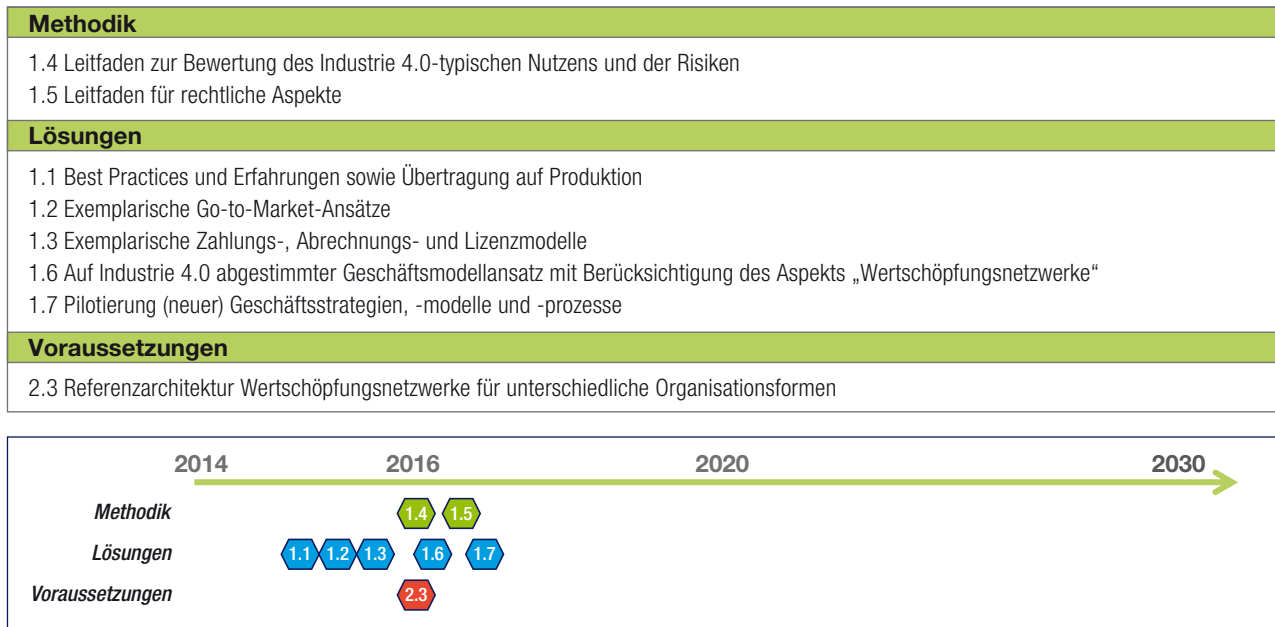 Methodik
1.4 Leitfaden zur Bewertung des Industrie 4.0-typischen Nutzens und der Risiken
1.5 Leitfaden für rechtliche Aspekte
Lösungen
1.1 Best Practices und Erfahrungen sowie Übertragung auf Produktion
1.2 Exemplarische Go-to-Market-Ansätze
1.3 Exemplarische Zahlungs-, Abrechnungs- und Lizenzmodelle
1.6 Auf Industrie 4.0 abgestimmter Geschäftsmodellansatz mit Berücksichtigung des Aspekts „Wertschöpfungsnetzwerke“
1.7 Pilotierung (neuer) Geschäftsstrategien, -modelle und -prozesse
Voraussetzungen
2.3 Referenzarchitektur Wertschöpfungsnetzwerke für unterschiedliche Organisationsformen
2014 2016 2020 2030
Methodik 1.4 1.5
Lösungen 1.1 1.2 1.3 1.6 1.7
Voraussetzungen 2.3